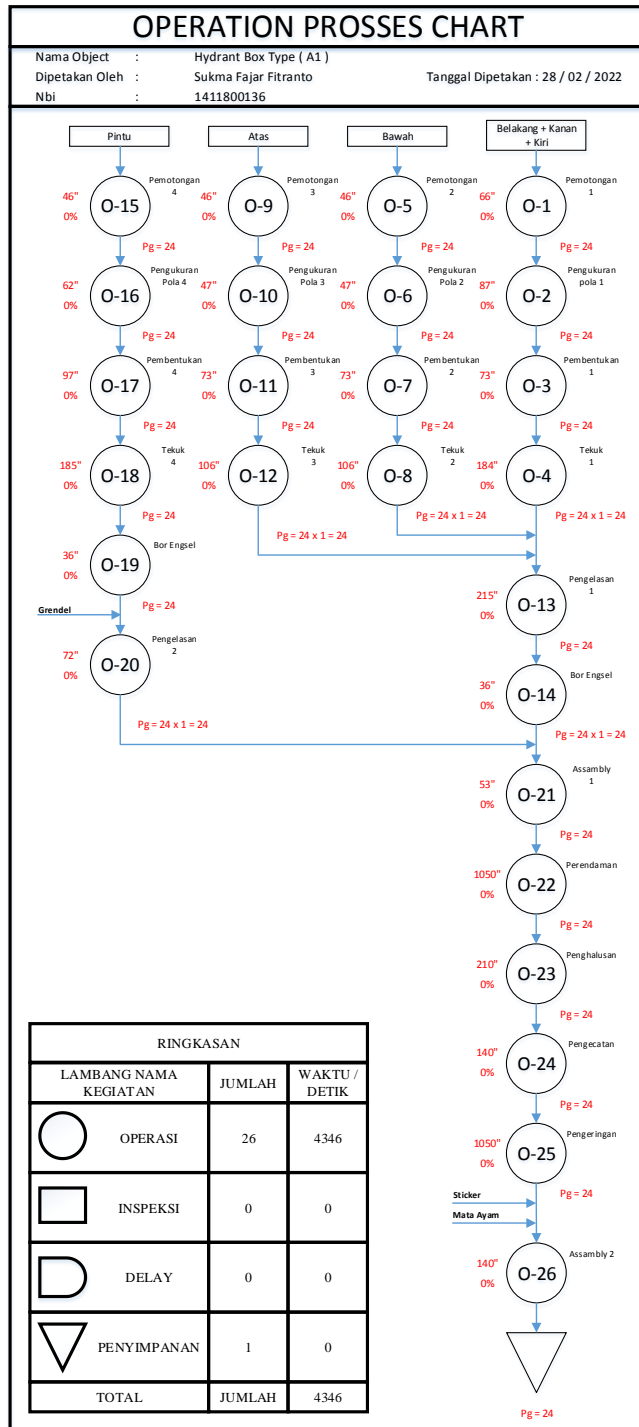 OPERATION PROSSES CHART
Nama Object : Hydrant Box Type ( A1 )
Dipetakan Oleh : Sukma Fajar Fitranto Tanggal Dipetakan : 28 / 02 / 2022
Nbi : 1411800136
Pintu
Atas
Bawah
Belakang + Kanan
+ Kiri
46"
0%
O-15
Pemotongan
4
46"
0%
O-9
Pemotongan
3
46"
0%
O-5
Pemotongan
2
66"
0%
O-1
Pemotongan
1
Pg = 24
Pg = 24
Pg = 24
Pg = 24
62"
0%
O-16
Pengukuran
Pola 4
47"
0%
O-10
Pengukuran
Pola 3
47"
0%
O-6
Pengukuran
Pola 2
87"
0%
O-2
Pengukuran
pola 1
Pg = 24
Pg = 24
Pg = 24
Pg = 24
97"
0%
O-17
Pembentukan
4
73"
0%
O-11
Pembentukan
3
73"
0%
O-7
Pembentukan
2
73"
0%
O-3
Pembentukan
1
Pg = 24
Pg = 24
Pg = 24
Pg = 24
185"
0%
O-18
Tekuk
4
106"
0%
O-12
Tekuk
3
106"
0%
O-8
Tekuk
2
184"
0%
O-4
Tekuk
1
Pg = 24
Pg = 24 x 1 = 24
Pg = 24 x 1 = 24
Pg = 24 x 1 = 24
36"
0%
O-19
Bor Engsel
Grendel
Pg = 24
215"
0%
O-13
Pengelasan
1
Pg = 24
72"
0%
O-20
Pengelasan
2
36"
0%
O-14
Bor Engsel
Pg = 24 x 1 = 24
Pg = 24 x 1 = 24
53"
0%
O-21
Assambly
1
Pg = 24
1050"
0%
O-22
Perendaman
Pg = 24
210"
0%
O-23
Penghalusan
Pg = 24
140"
0%
O-24
Pengecatan
Pg = 24
1050"
0%
O-25
Pengeringan
Sticker
Pg = 24
Mata Ayam
140"
0%
O-26
Assambly 2
Pg = 24
RINGKASAN
LAMBANG NAMA
KEGIATAN
JUMLAH
WAKTU /
DETIK
OPERASI 26 4346
INSPEKSI 0 0
DELAY 0 0
PENYIMPANAN 1 0
TOTAL JUMLAH 4346